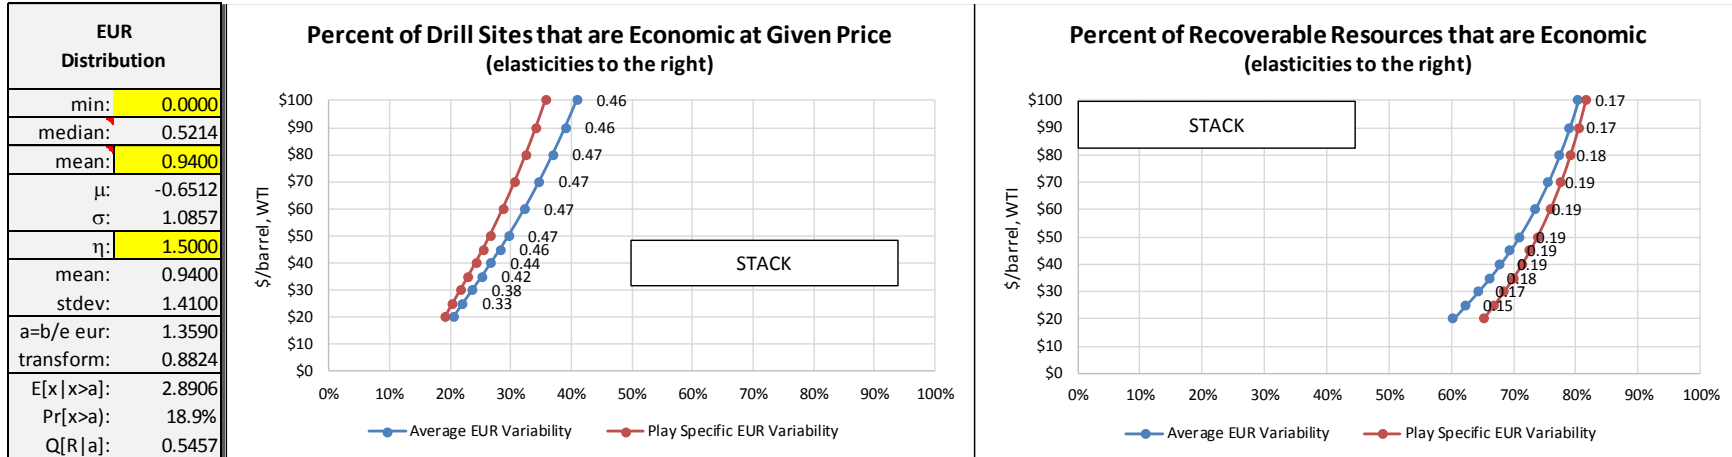 EUR
Distribution
min: 0.0000
median: 0.5214
mean: 0.9400
μ: -0.6512
σ: 1.0857
η: 1.5000
mean: 0.9400
stdev: 1.4100
a=b/e eur: 1.3590
transform: 0.8824
E[x|x>a]: 2.8906
Pr[x>a): 18.9%
Q[R|a]: 0.5457
Percent of Drill Sites that are Economic at Given Price
(elasticities to the right)
$/barrel, WTI
$100
$90
$80
$70
$60
$50
$40
$30
$20
$10
$0
0.46
0.46
0.47
0.47
0.47
0.47
0.46
0.44
0.42
0.38
0.33
STACK
0% 10% 20% 30% 40% 50% 60% 70% 80% 90% 100%
Average EUR Variability Play Specific EUR Variability
Percent of Recoverable Resources that are Economic
(elasticities to the right)
$/barrel, WTI
$100
$90
$80
$70
$60
$50
$40
$30
$20
$10
$0
STACK
0.17
0.17
0.18
0.19
0.19
0.19
0.19
0.19
0.18
0.17
0.15
0% 10% 20% 30% 40% 50% 60% 70% 80% 90% 100%
Average EUR Variability Play Specific EUR Variability